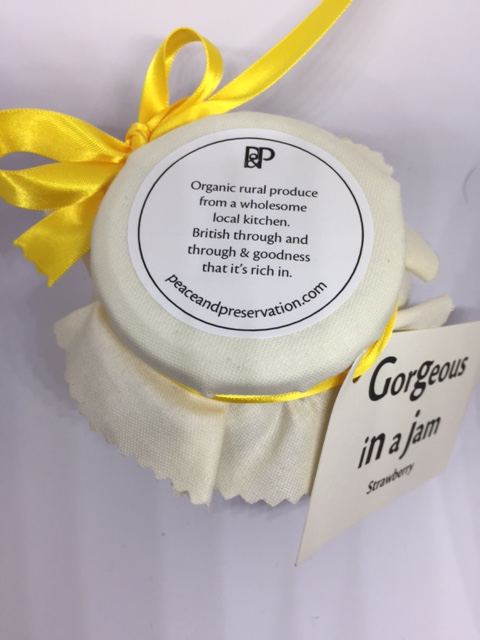 P&P
Organic rural produce
from a wholesome
local kitchen.
British through and
through & goodness
that it's rich in.
peaceandpreservation.com
Gorgeous
in a jam
Strawberry